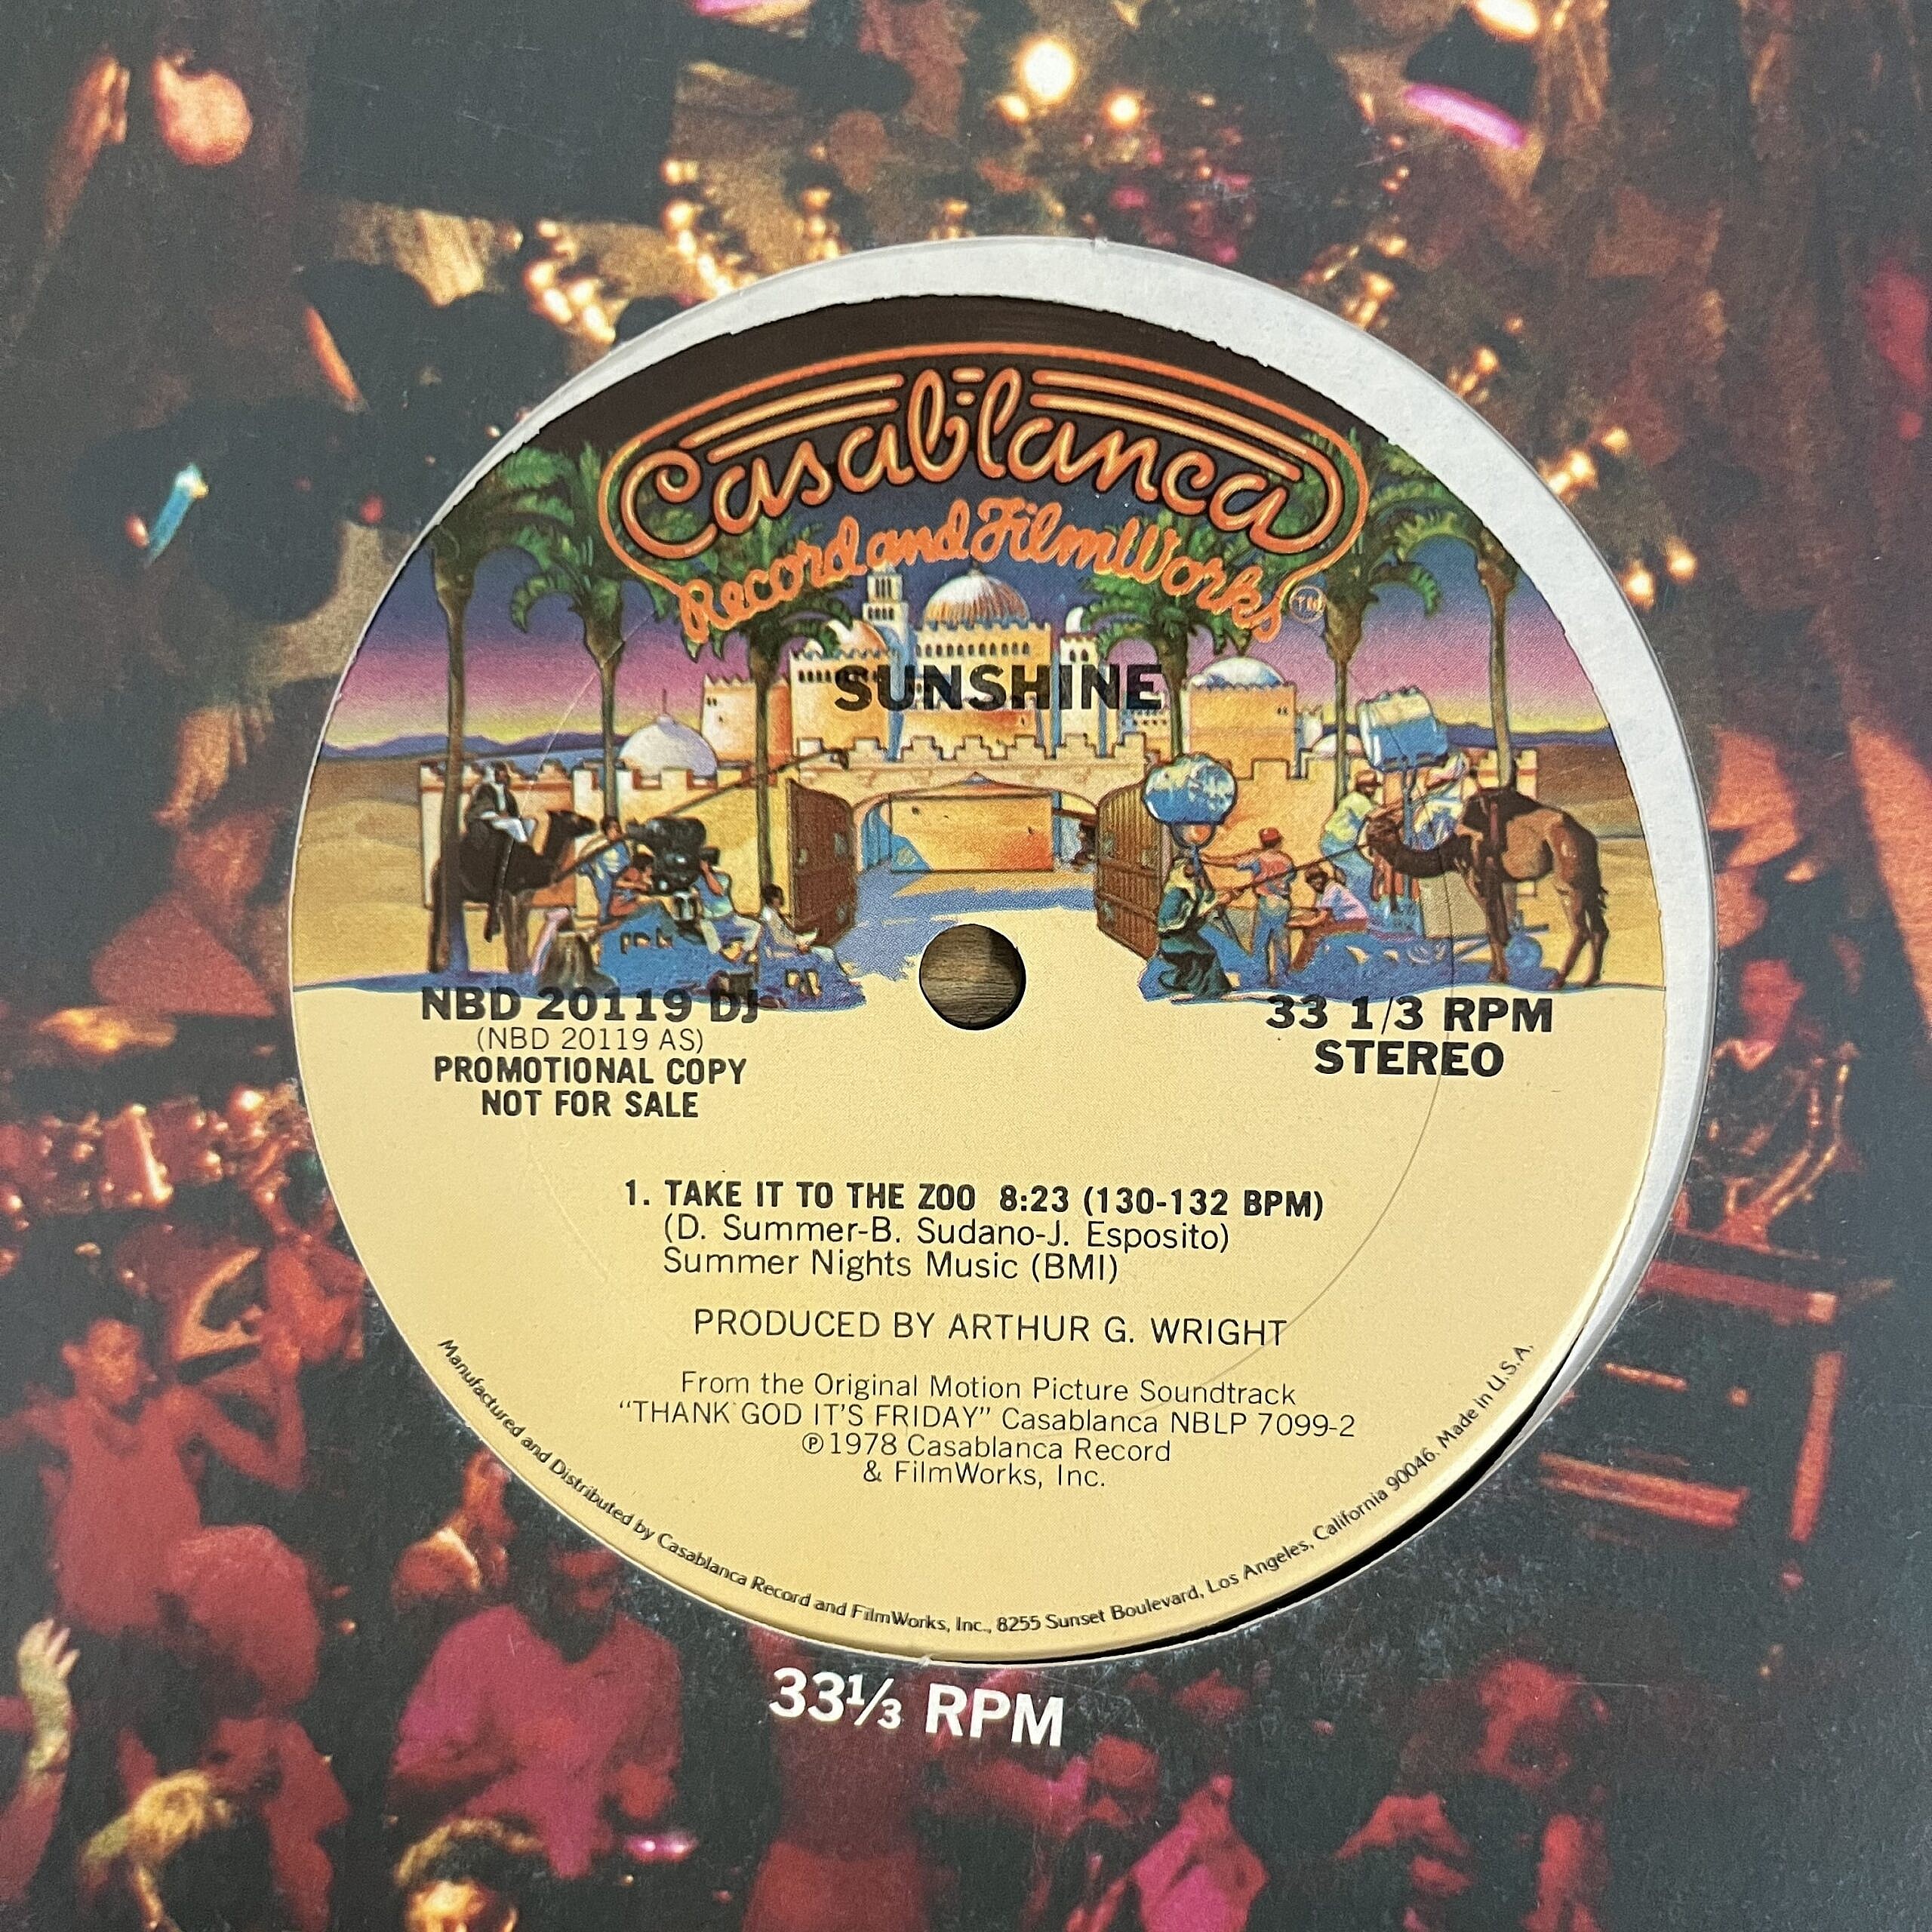 Casablanca
Record and FilmWorks TM
SUNSHINE
NBD 20119 DJ
(NBD 20119 AS)
PROMOTIONAL COPY
NOT FOR SALE
33 1/3 RPM
STEREO
1. TAKE IT TO THE ZOO 8:23 (130-132 BPM)
(D. Summer-B. Sudano-J. Esposito)
Summer Nights Music (BMI)
PRODUCED BY ARTHUR G. WRIGHT
From the Original Motion Picture Soundtrack
“THANK GOD IT'S FRIDAY” Casablanca NBLP 7099-2
℗1978 Casablanca Record
& FilmWorks, Inc.
Manufactured and Distributed by Casablanca Record and FilmWorks, Inc., 8255 Sunset Boulevard, Los Angeles, California 90046. Made in U.S.A.
33⅓ RPM